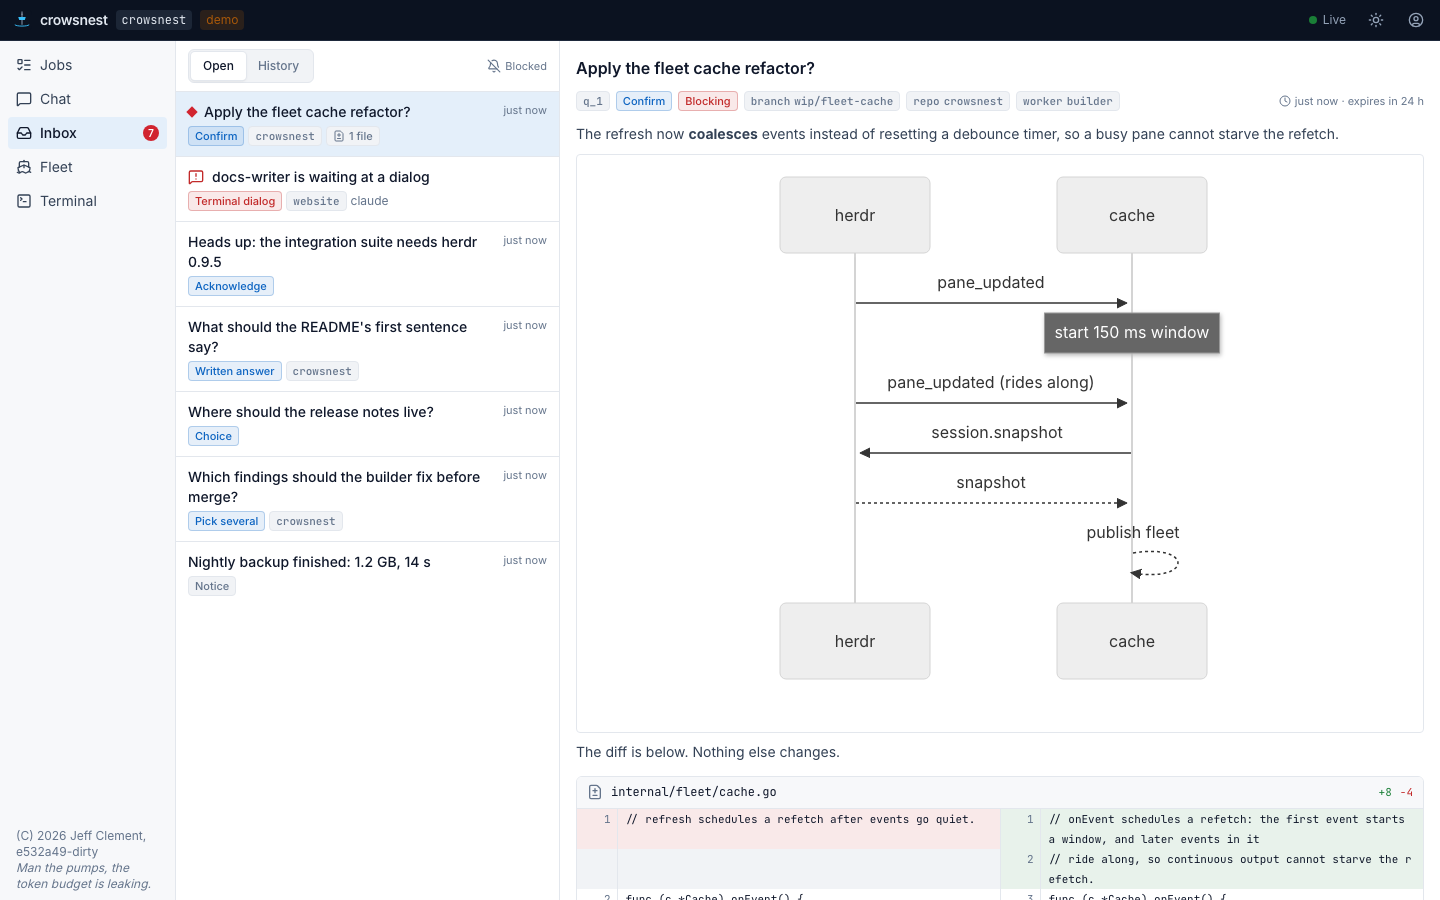 crowsnest crowsnest demo
Live
Jobs
Chat
Inbox 7
Fleet
Terminal
(C) 2026 Jeff Clement,
e532a49-dirty
Man the pumps, the
token budget is leaking.
Open History Blocked
Apply the fleet cache refactor? just now
Confirm crowsnest 1 file
docs-writer is waiting at a dialog
Terminal dialog website claude
Heads up: the integration suite needs herdr just now
0.9.5
Acknowledge
What should the README's first sentence just now
say?
Written answer crowsnest
Where should the release notes live? just now
Choice
Which findings should the builder fix before just now
merge?
Pick several crowsnest
Nightly backup finished: 1.2 GB, 14 s just now
Notice
Apply the fleet cache refactor?
q_1 Confirm Blocking branch wip/fleet-cache repo crowsnest worker builder just now · expires in 24 h
The refresh now coalesces events instead of resetting a debounce timer, so a busy pane cannot starve the refetch.
herdr cache
pane_updated
start 150 ms window
pane_updated (rides along)
session.snapshot
snapshot
publish fleet
herdr cache
The diff is below. Nothing else changes.
internal/fleet/cache.go +8 -4
1 // refresh schedules a refetch after events go quiet. 1 // onEvent schedules a refetch: the first event starts
a window, and later events in it
2 // ride along, so continuous output cannot starve the r
efetch.
2 func (c *Cache) onEvent() { 3 func (c *Cache) onEvent() {